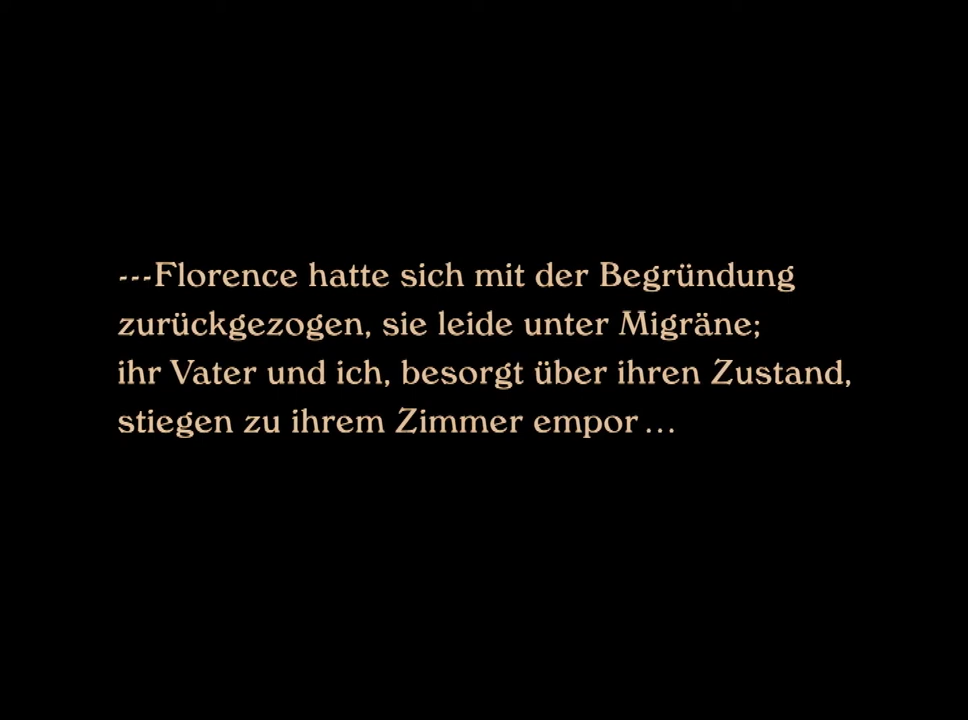 ---Florence hatte sich mit der Begründung
zurückgezogen, sie leide unter Migräne;
ihr Vater und ich, besorgt über ihren Zustand,
stiegen zu ihrem Zimmer empor ...